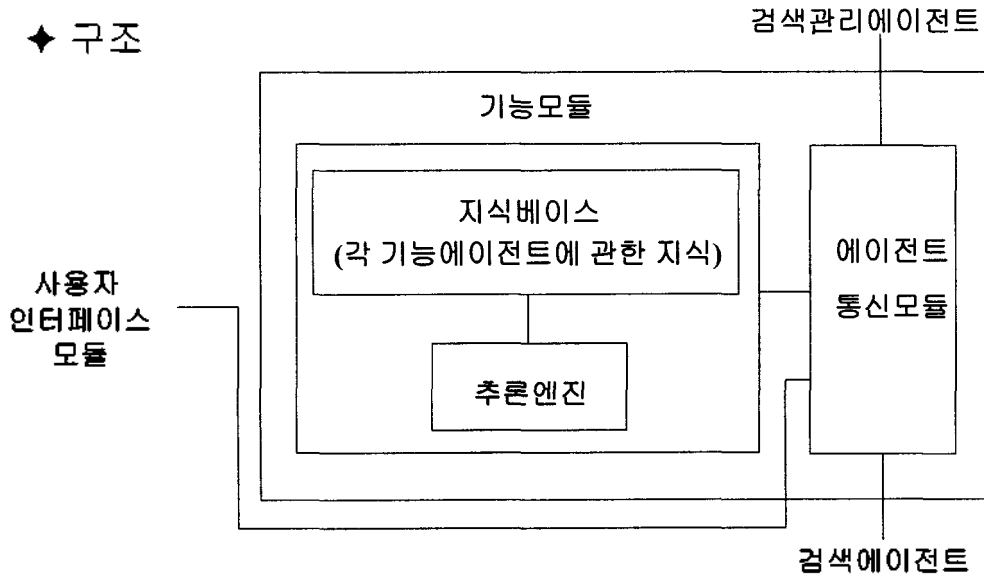 ✦ 구조
검색관리에이전트
기능모듈
지식베이스
(각 기능에이전트에 관한 지식)
에이전트
통신모듈
사용자
인터페이스
모듈
추론엔진
검색에이전트